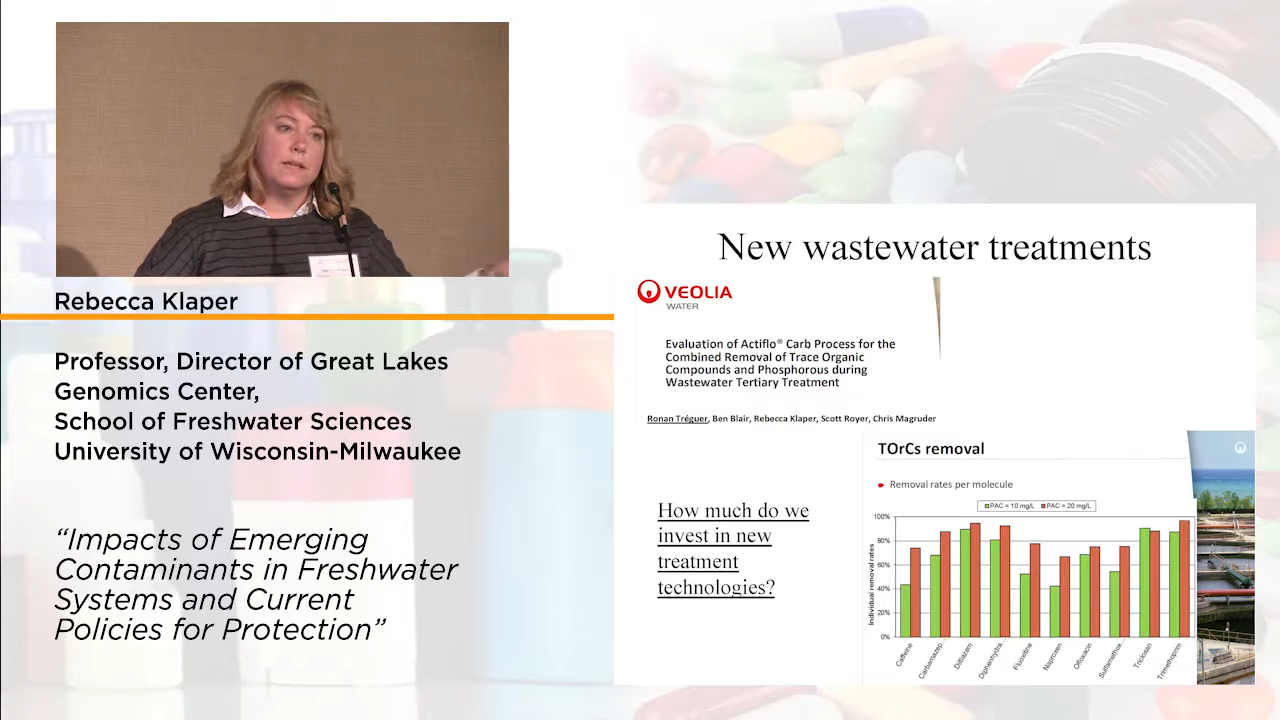 Rebecca Klaper
Professor, Director of Great Lakes
Genomics Center,
School of Freshwater Sciences
University of Wisconsin-Milwaukee
“Impacts of Emerging
Contaminants in Freshwater
Systems and Current
Policies for Protection”
New wastewater treatments
VEOLIA
WATER
Evaluation of Actiflo® Carb Process for the
Combined Removal of Trace Organic
Compounds and Phosphorous during
Wastewater Tertiary Treatment
Ronan Tréguer, Ben Blair, Rebecca Klaper, Scott Royer, Chris Magruder
How much do we
invest in new
treatment
technologies?
TOrCs removal
Removal rates per molecule
PAC = 10 mg/L PAC = 20 mg/L
Individual removal rates
100%
80%
60%
40%
20%
0%
Caffeine
Carbamazep...
Diltiazem
Diphenhydra...
Fluoxetine
Naproxen
Ofloxacin
Sulfamethox...
Triclosan
Trimethoprim